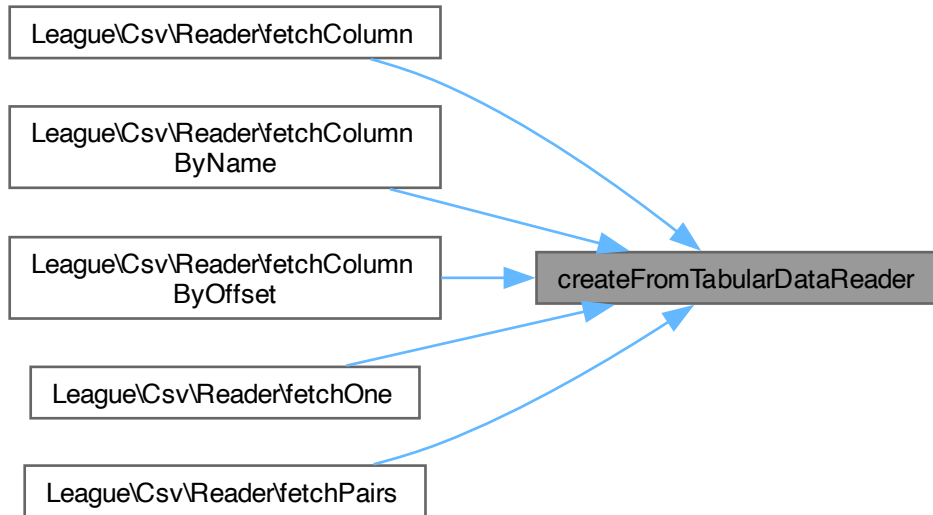 League\Csv\Reader\fetchColumn
League\Csv\Reader\fetchColumn
ByName
League\Csv\Reader\fetchColumn
ByOffset
createFromTabularDataReader
League\Csv\Reader\fetchOne
League\Csv\Reader\fetchPairs